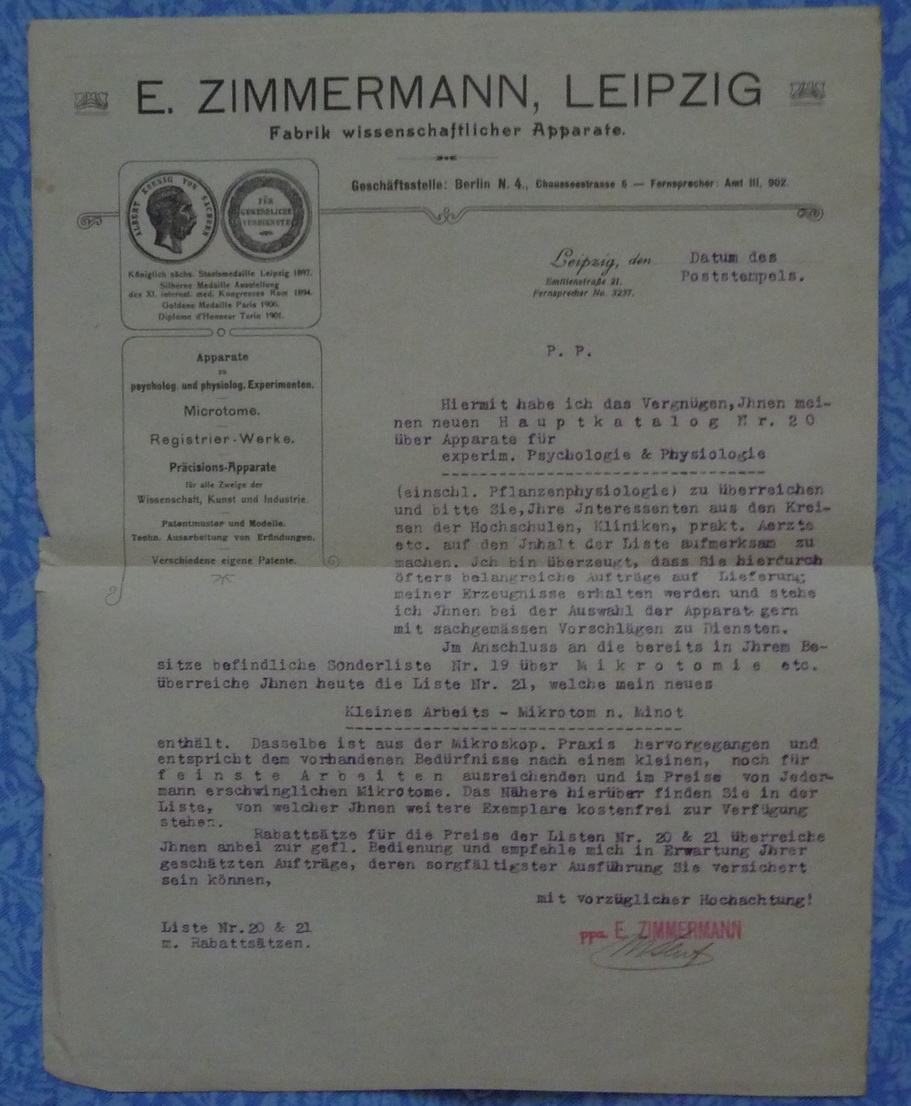 E. ZIMMERMANN, LEIPZIG
Fabrik wissenschaftlicher Apparate.
Geschäftsstelle: Berlin N. 4., Chausseestrasse 6 — Fernsprecher: Amt III, 902.
ALBERT KOENIG VON SACHSEN
FÜR
GEWERBLICHE
VERDIENSTE
Königlich sächs. Staatsmedaille Leipzig 1897.
Silberne Medaille Ausstellung
des XI. internat. med. Kongresses Rom 1894.
Goldene Medaille Paris 1900.
Diplome d'Honneur Turin 1901.
Apparate
zu
psycholog. und physiolog. Experimenten.
Microtome.
Registrier-Werke.
Präcisions-Apparate
für alle Zweige der
Wissenschaft, Kunst und Industrie.
Patentmuster und Modelle.
Techn. Ausarbeitung von Erfindungen.
Verschiedene eigene Patente.
Leipzig, den Datum des
Poststempels.
Emilienstraße 21.
Fernsprecher No. 3237.
P. P.
Hiermit habe ich das Vergnügen, Jhnen mei-
nen neuen H a u p t k a t a l o g Nr. 2 0
über Apparate für
experim. Psychologie & Physiologie
(einschl. Pflanzenphysiologie) zu überreichen
und bitte Sie, Jhre Jnteressenten aus den Krei-
sen der Hochschulen, Kliniken, prakt. Aerzte
etc. auf den Jnhalt der Liste aufmerksam zu
machen. Jch bin überzeugt, dass Sie hierdurch
öfters belangreiche Aufträge auf Lieferung
meiner Erzeugnisse erhalten werden und stehe
ich Jhnen bei der Auswahl der Apparat gern
mit sachgemässen Vorschlägen zu Diensten.
Jm Anschluss an die bereits in Jhrem Be-
sitze befindliche Sonderliste Nr. 19 über M i k r o t o m i e etc.
überreiche Jhnen heute die Liste Nr. 21, welche mein neues
Kleines Arbeits - Mikrotom n. Minot
enthält. Dasselbe ist aus der Mikroskop. Praxis hervorgegangen und
entspricht dem vorhandenen Bedürfnisse nach einem kleinen, noch für
f e i n s t e A r b e i t e n ausreichenden und im Preise von Jeder-
mann erschwinglichen Mikrotome. Das Nähere hierüber finden Sie in der
Liste, von welcher Jhnen weitere Exemplare kostenfrei zur Verfügung
stehen.
Rabattsätze für die Preise der Listen Nr. 20 & 21 überreiche
Jhnen anbei zur gefl. Bedienung und empfehle mich in Erwartung Jhrer
geschätzten Aufträge, deren sorgfältigster Ausführung Sie versichert
sein können,
mit vorzüglicher Hochachtung!
Liste Nr. 20 & 21
m. Rabattsätzen.
ppa. E. ZIMMERMANN